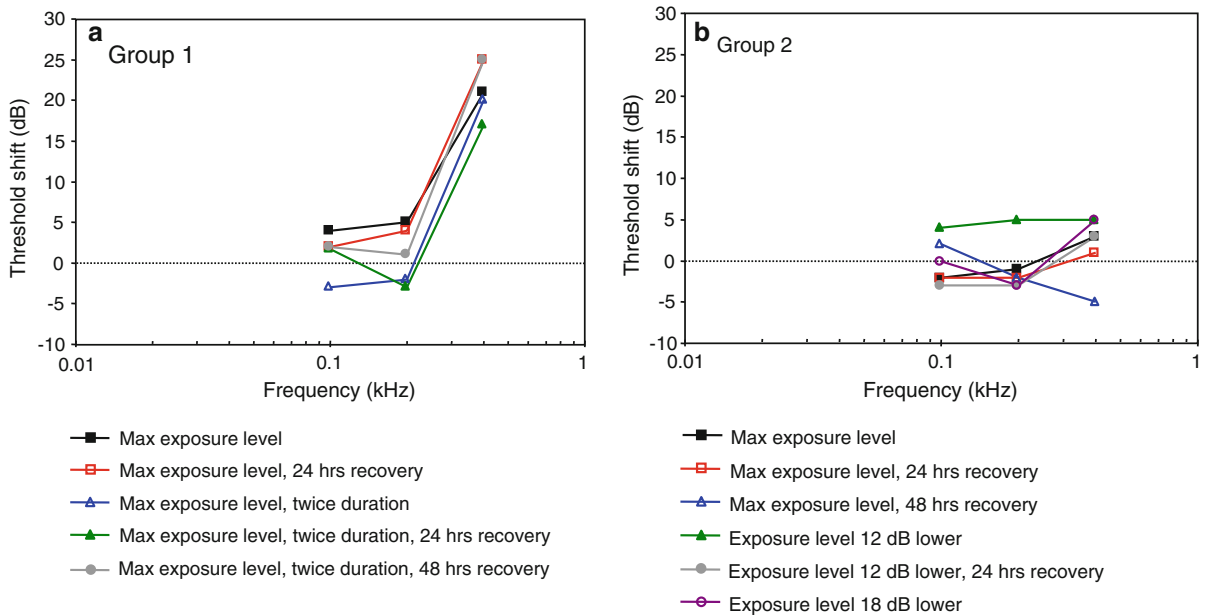 a
Group 1
Threshold shift (dB)
30
25
20
15
10
5
0
-5
-10
0.01
0.1
1
Frequency (kHz)
Max exposure level
Max exposure level, 24 hrs recovery
Max exposure level, twice duration
Max exposure level, twice duration, 24 hrs recovery
Max exposure level, twice duration, 48 hrs recovery
b
Group 2
Threshold shift (dB)
30
25
20
15
10
5
0
-5
-10
0.01
0.1
1
Frequency (kHz)
Max exposure level
Max exposure level, 24 hrs recovery
Max exposure level, 48 hrs recovery
Exposure level 12 dB lower
Exposure level 12 dB lower, 24 hrs recovery
Exposure level 18 dB lower